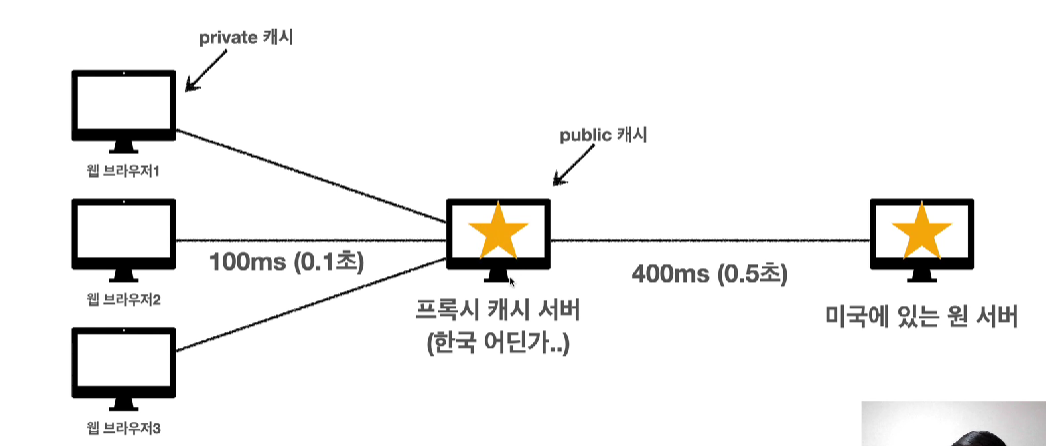 private 캐시
public 캐시
웹 브라우저1
웹 브라우저2
100ms (0.1초)
400ms (0.5초)
프록시 캐시 서버
(한국 어딘가..)
미국에 있는 원 서버
웹 브라우저3